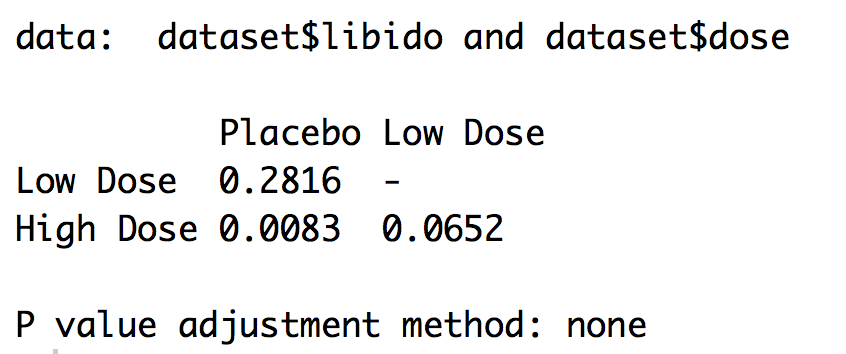 data:  dataset$libido and dataset$dose
Placebo Low Dose
Low Dose  0.2816  -
High Dose 0.0083  0.0652
P value adjustment method: none